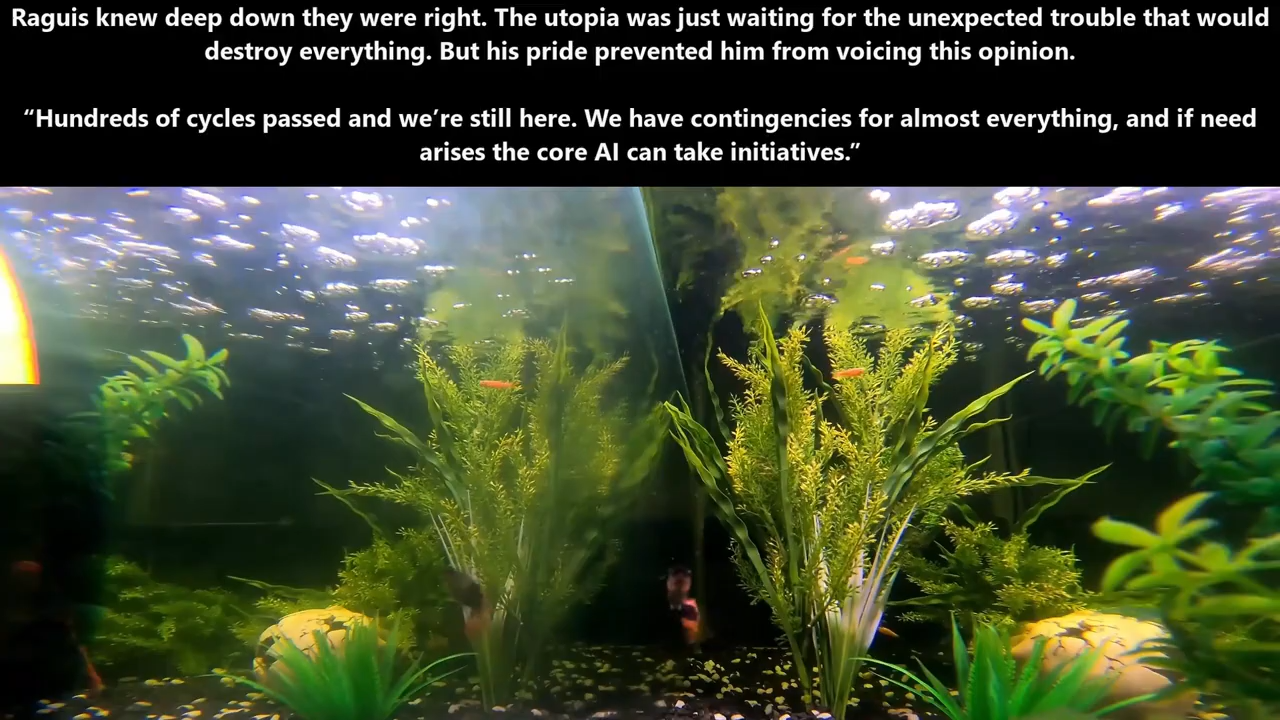 Raguis knew deep down they were right. The utopia was just waiting for the unexpected trouble that would
destroy everything. But his pride prevented him from voicing this opinion.
“Hundreds of cycles passed and we’re still here. We have contingencies for almost everything, and if need
arises the core AI can take initiatives.”